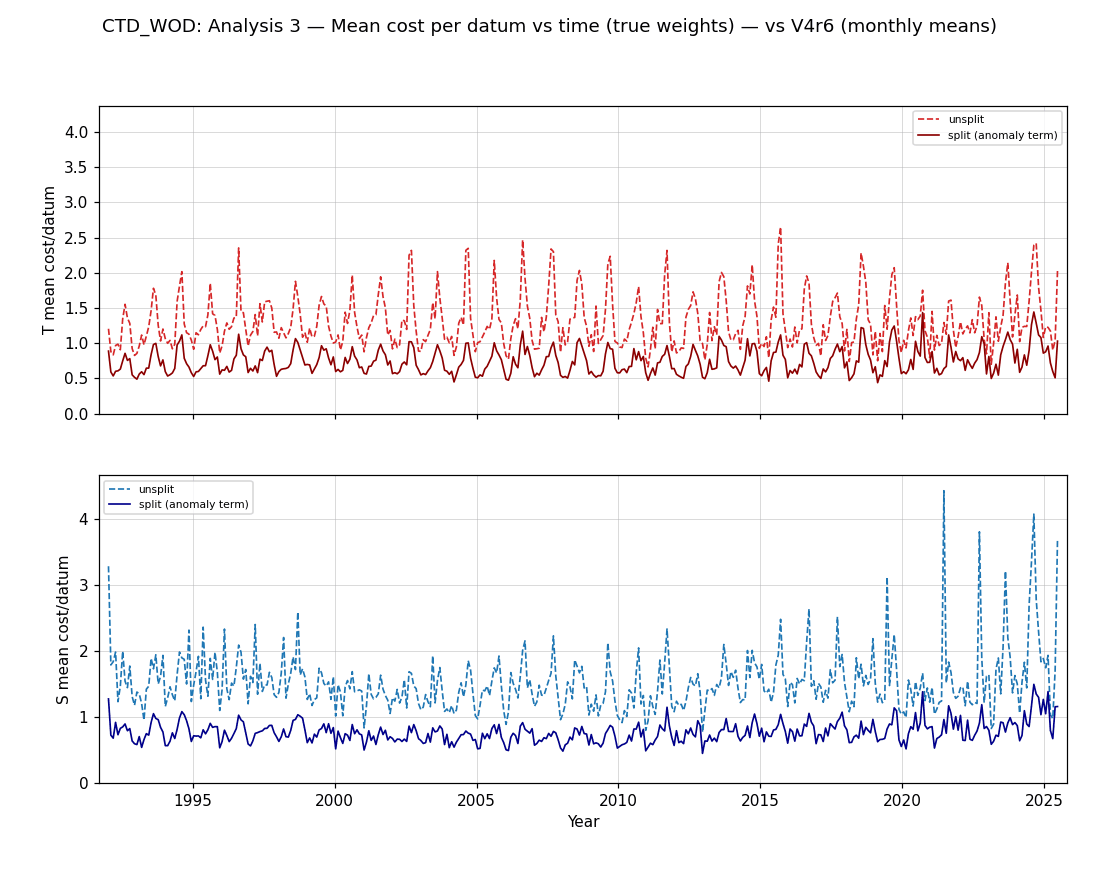 CTD_WOD: Analysis 3 — Mean cost per datum vs time (true weights) — vs V4r6 (monthly means)
T mean cost/datum
4.0
3.5
3.0
2.5
2.0
1.5
1.0
0.5
0.0
unsplit
split (anomaly term)
S mean cost/datum
4
3
2
1
0
unsplit
split (anomaly term)
1995
2000
2005
2010
2015
2020
2025
Year